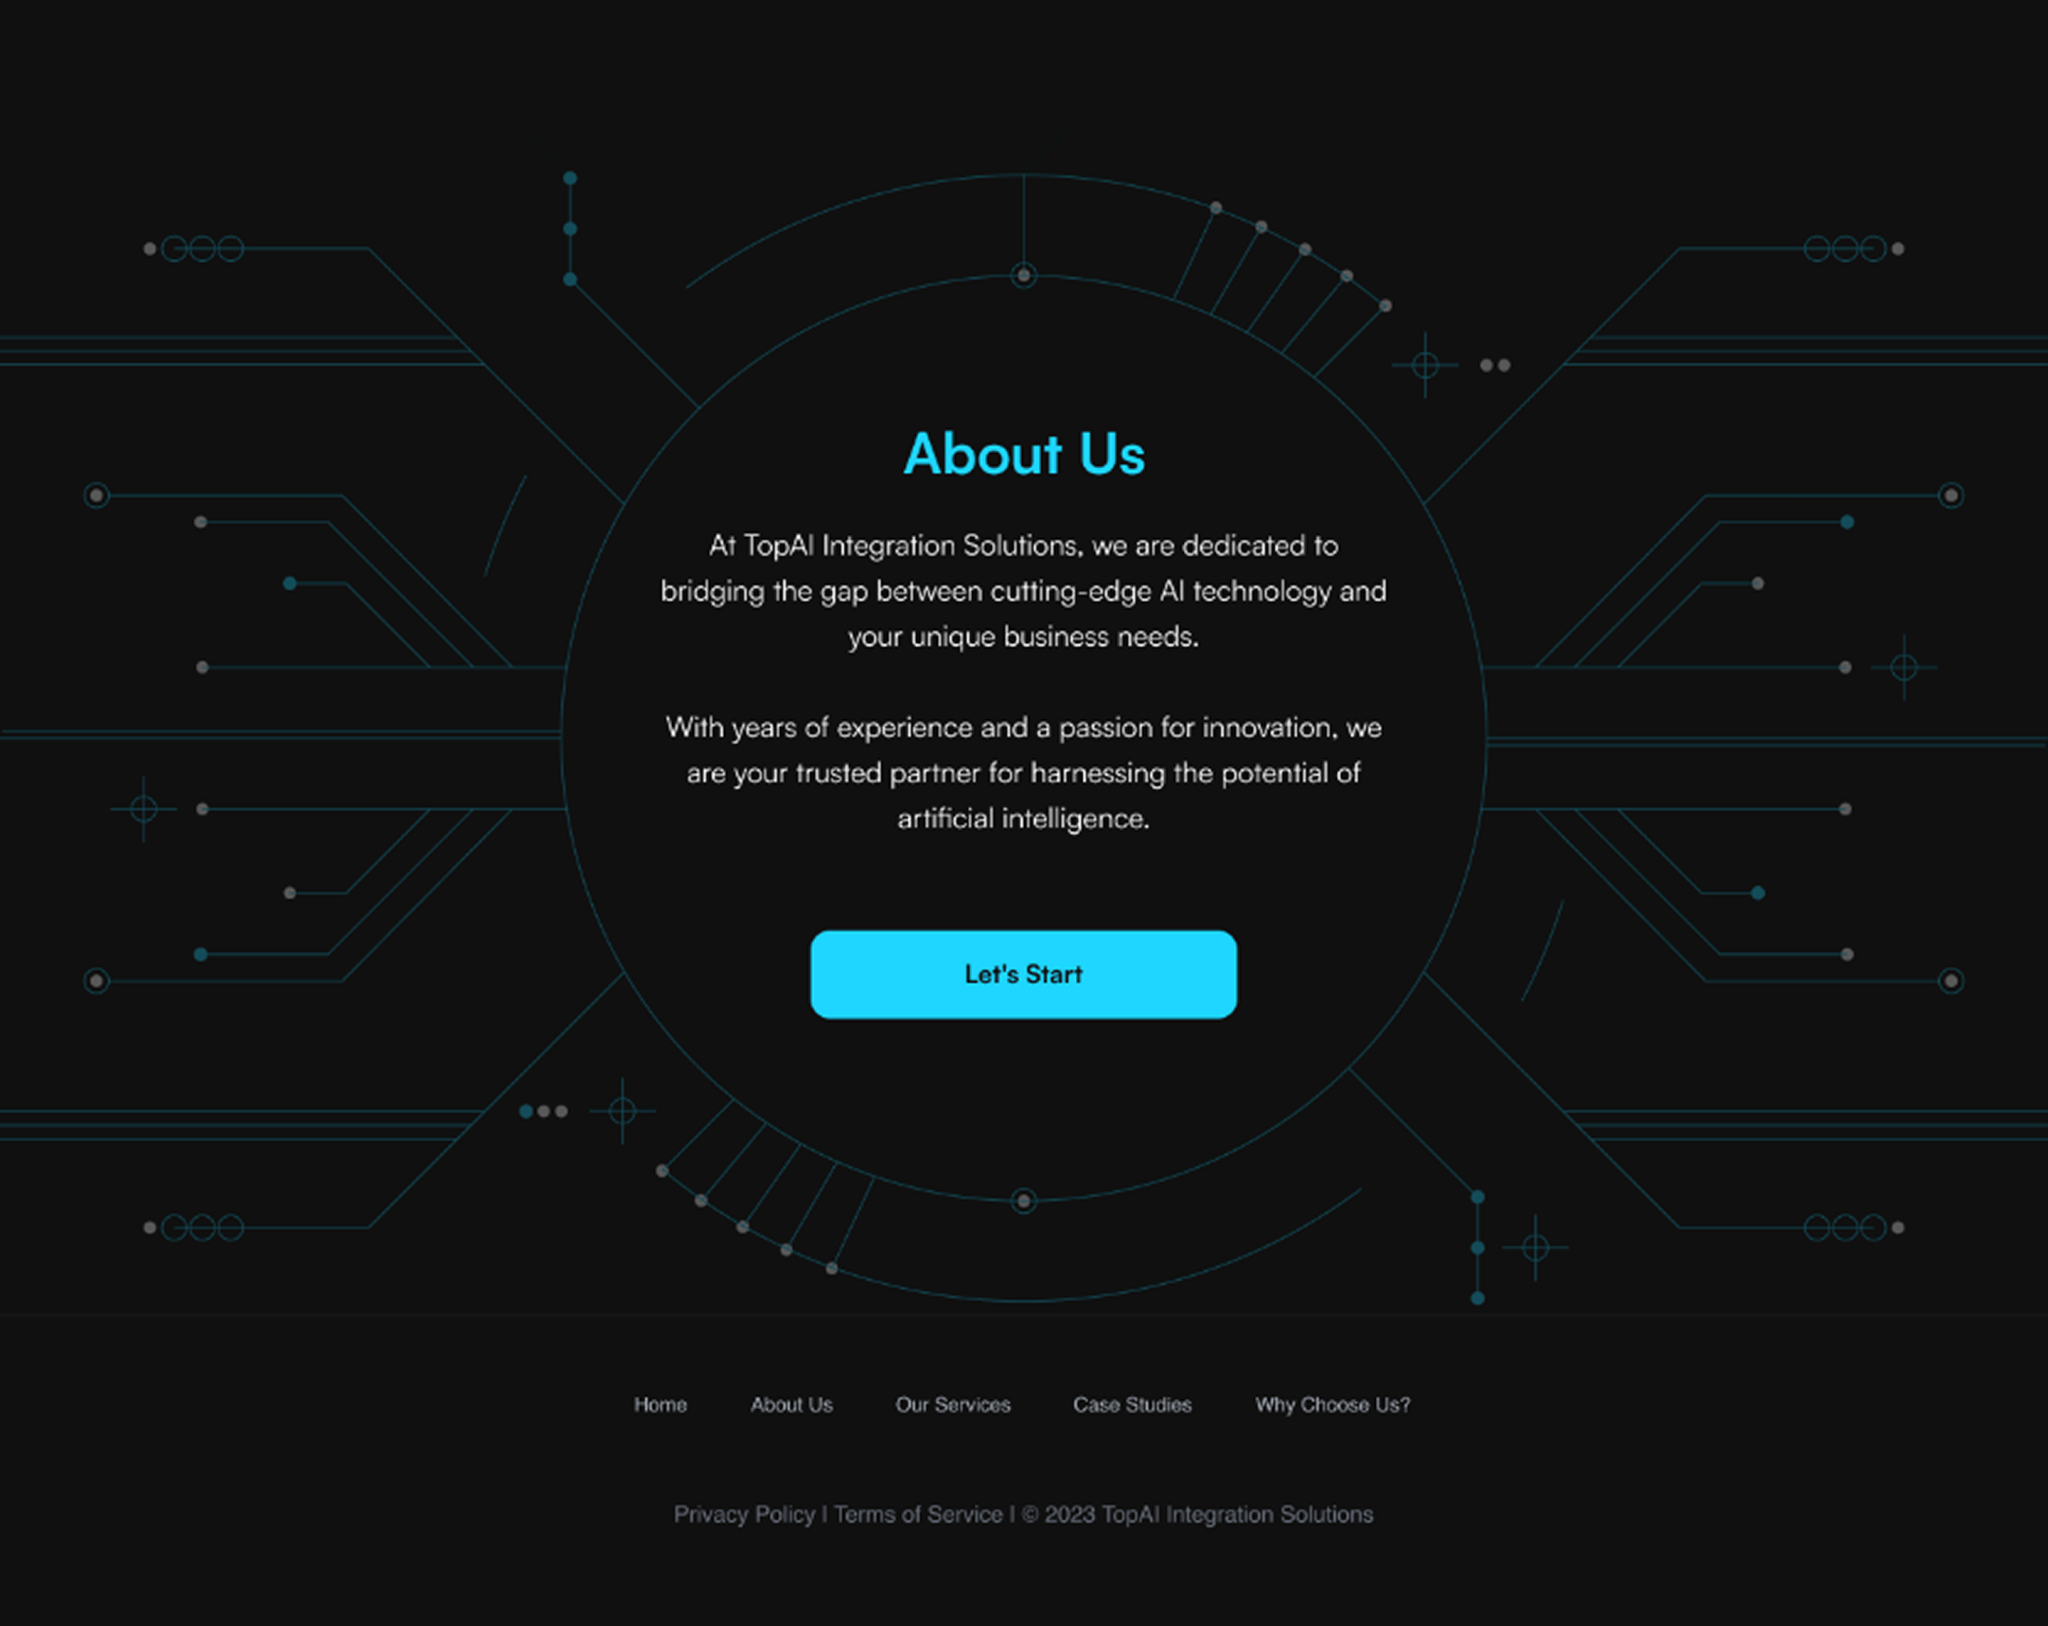 About Us
At TopAI Integration Solutions, we are dedicated to
bridging the gap between cutting-edge AI technology and
your unique business needs.
With years of experience and a passion for innovation, we
are your trusted partner for harnessing the potential of
artificial intelligence.
Let's Start
Home About Us Our Services Case Studies Why Choose Us?
Privacy Policy | Terms of Service | © 2023 TopAI Integration Solutions